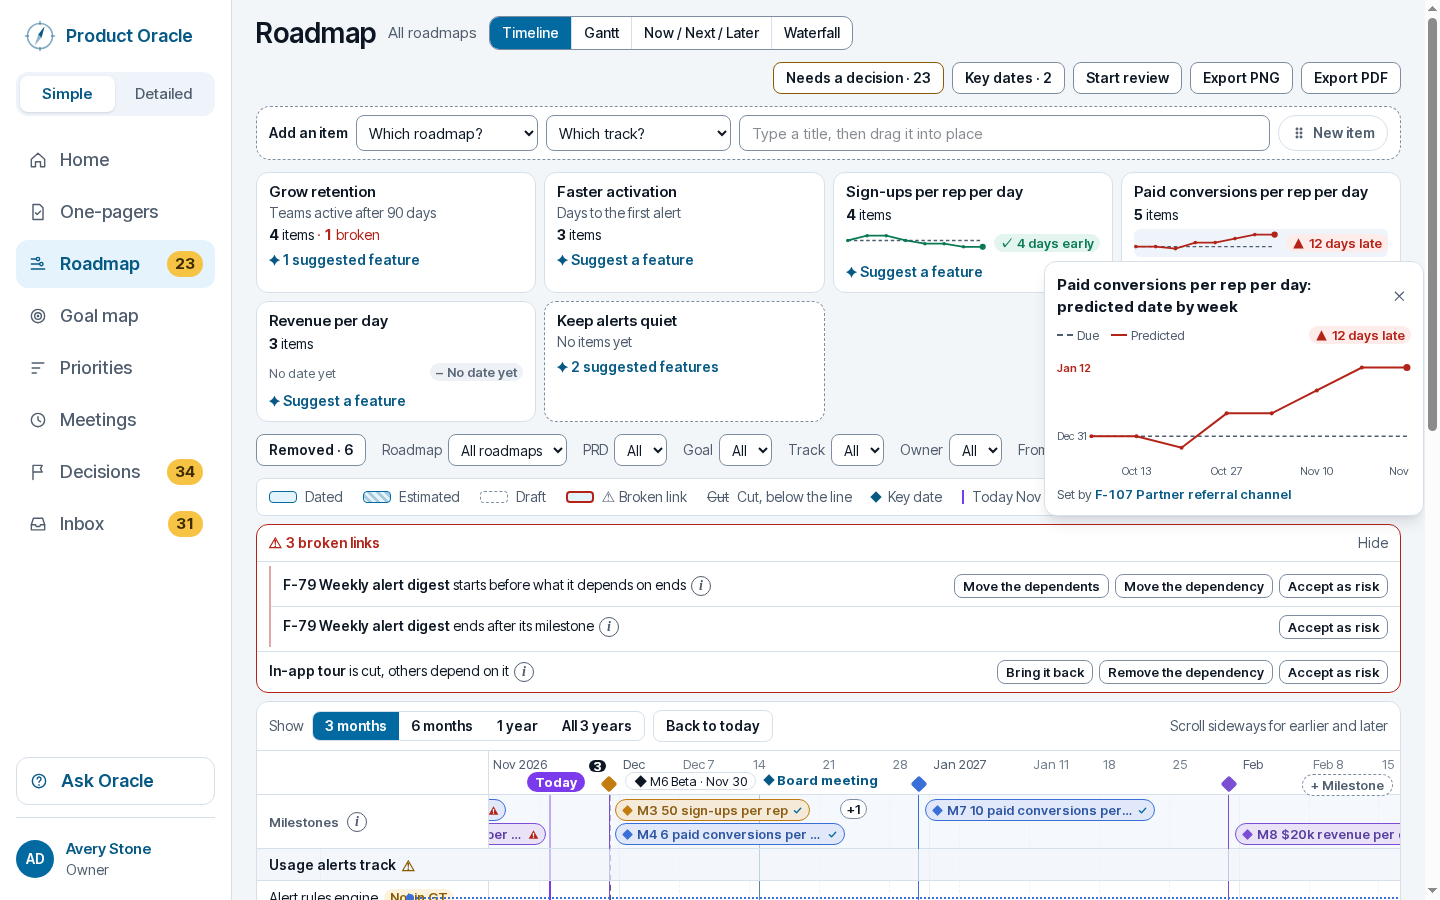 Product Oracle
Simple
Detailed
Home
One-pagers
Roadmap 23
Goal map
Priorities
Meetings
Decisions 34
Inbox 31
Ask Oracle
AD
Avery Stone
Owner
Roadmap All roadmaps
Timeline Gantt Now / Next / Later Waterfall
Needs a decision · 23 Key dates · 2 Start review Export PNG Export PDF
Add an item Which roadmap? Which track? Type a title, then drag it into place New item
Grow retention
Teams active after 90 days
4 items · 1 broken
1 suggested feature
Faster activation
Days to the first alert
3 items
Suggest a feature
Sign-ups per rep per day
4 items
✓ 4 days early
Suggest a feature
Paid conversions per rep per day
5 items
▲ 12 days late
Revenue per day
3 items
No date yet – No date yet
Suggest a feature
Keep alerts quiet
No items yet
2 suggested features
Paid conversions per rep per day:
predicted date by week
Due Predicted ▲ 12 days late
Jan 12
Dec 31
Oct 13 Oct 27 Nov 10 Nov
Set by F-107 Partner referral channel
Removed · 6 Roadmap All roadmaps PRD All Goal All Track All Owner All From
Dated Estimated Draft ⚠ Broken link Cut Cut, below the line Key date Today Nov
⚠ 3 broken links Hide
F-79 Weekly alert digest starts before what it depends on ends i Move the dependents Move the dependency Accept as risk
F-79 Weekly alert digest ends after its milestone i Accept as risk
In-app tour is cut, others depend on it i Bring it back Remove the dependency Accept as risk
Show 3 months 6 months 1 year All 3 years Back to today Scroll sideways for earlier and later
Nov 2026 3 Dec Dec 7 14 21 28 Jan 2027 Jan 11 18 25 Feb Feb 8 15
Today M6 Beta · Nov 30 Board meeting + Milestone
Milestones i
M3 50 sign-ups per rep ✓ +1 M7 10 paid conversions per... ✓
per ... M4 6 paid conversions per ... ✓ M8 $20k revenue per
Usage alerts track ⚠
Alert rules engine